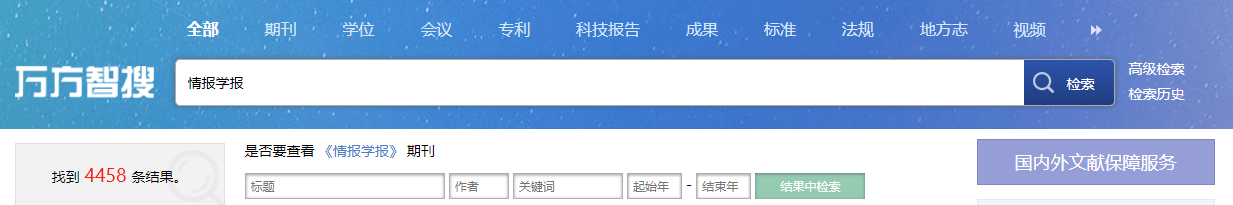 全部 期刊 学位 会议 专利 科技报告 成果 标准 法规 地方志 视频
万方智搜 情报学报 检索 高级检索
检索历史
是否要查看 《情报学报》 期刊
找到 4458 条结果。 国内外文献保障服务
标题 作者 关键词 起始年 - 结束年 结果中检索